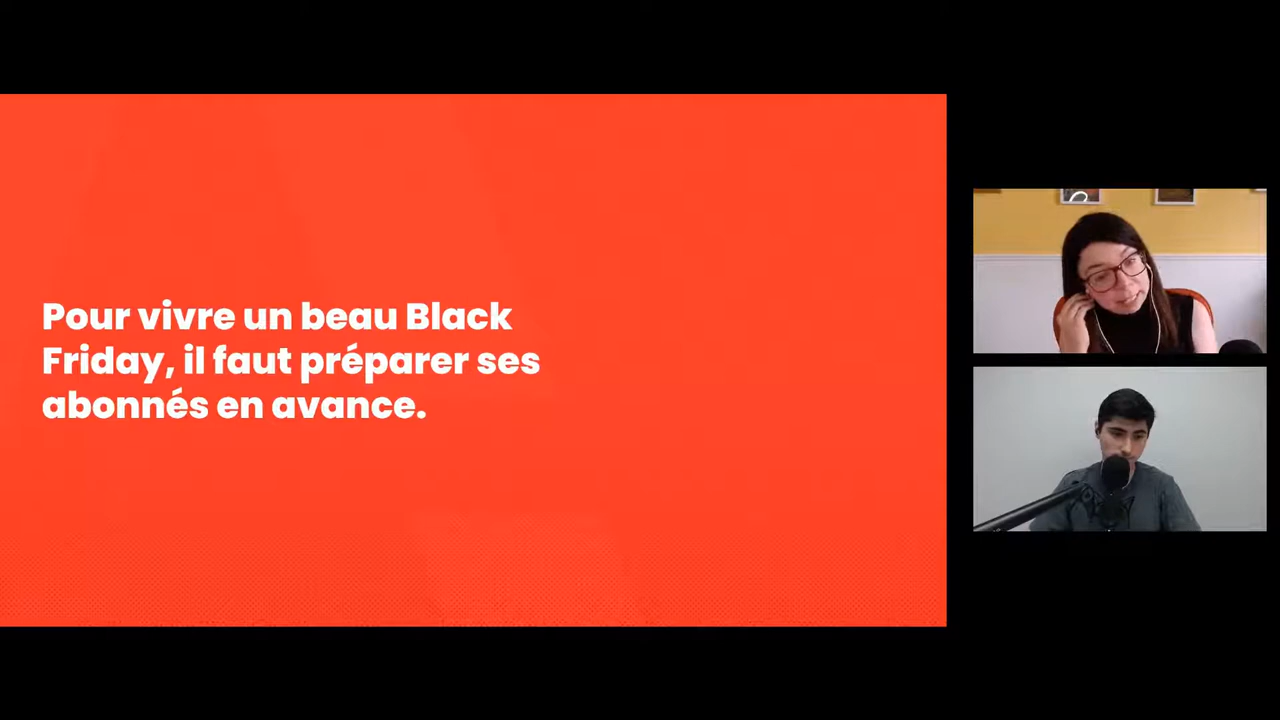 Pour vivre un beau Black
Friday, il faut préparer ses
abonnés en avance.